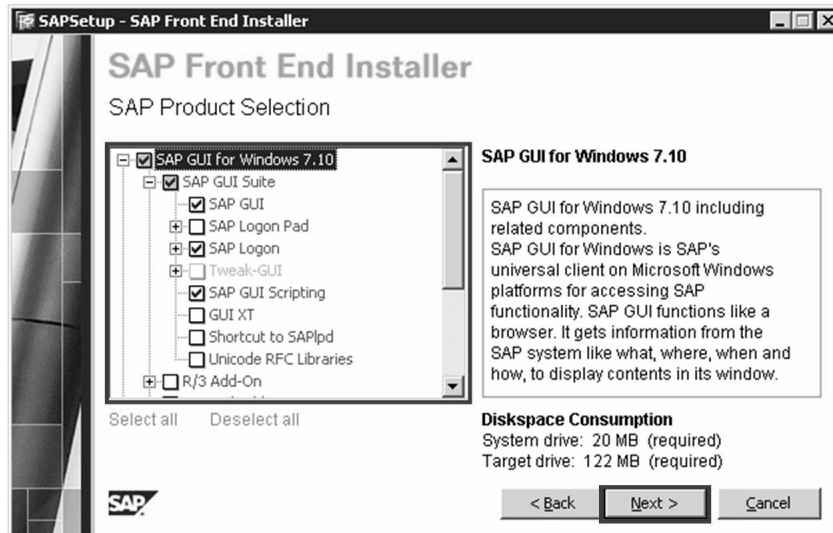 SAPSetup - SAP Front End Installer
SAP Front End Installer
SAP Product Selection
SAP GUI for Windows 7.10
SAP GUI Suite
SAP GUI
SAP Logon Pad
SAP Logon
Tweak-GUI
SAP GUI Scripting
GUI XT
Shortcut to SAPlpd
Unicode RFC Libraries
R/3 Add-On
Select all Deselect all
SAP GUI for Windows 7.10
SAP GUI for Windows 7.10 including
related components.
SAP GUI for Windows is SAP's
universal client on Microsoft Windows
platforms for accessing SAP
functionality. SAP GUI functions like a
browser. It gets information from the
SAP system like what, where, when and
how, to display contents in its window.
Diskspace Consumption
System drive: 20 MB (required)
Target drive: 122 MB (required)
SAP
< Back Next > Cancel